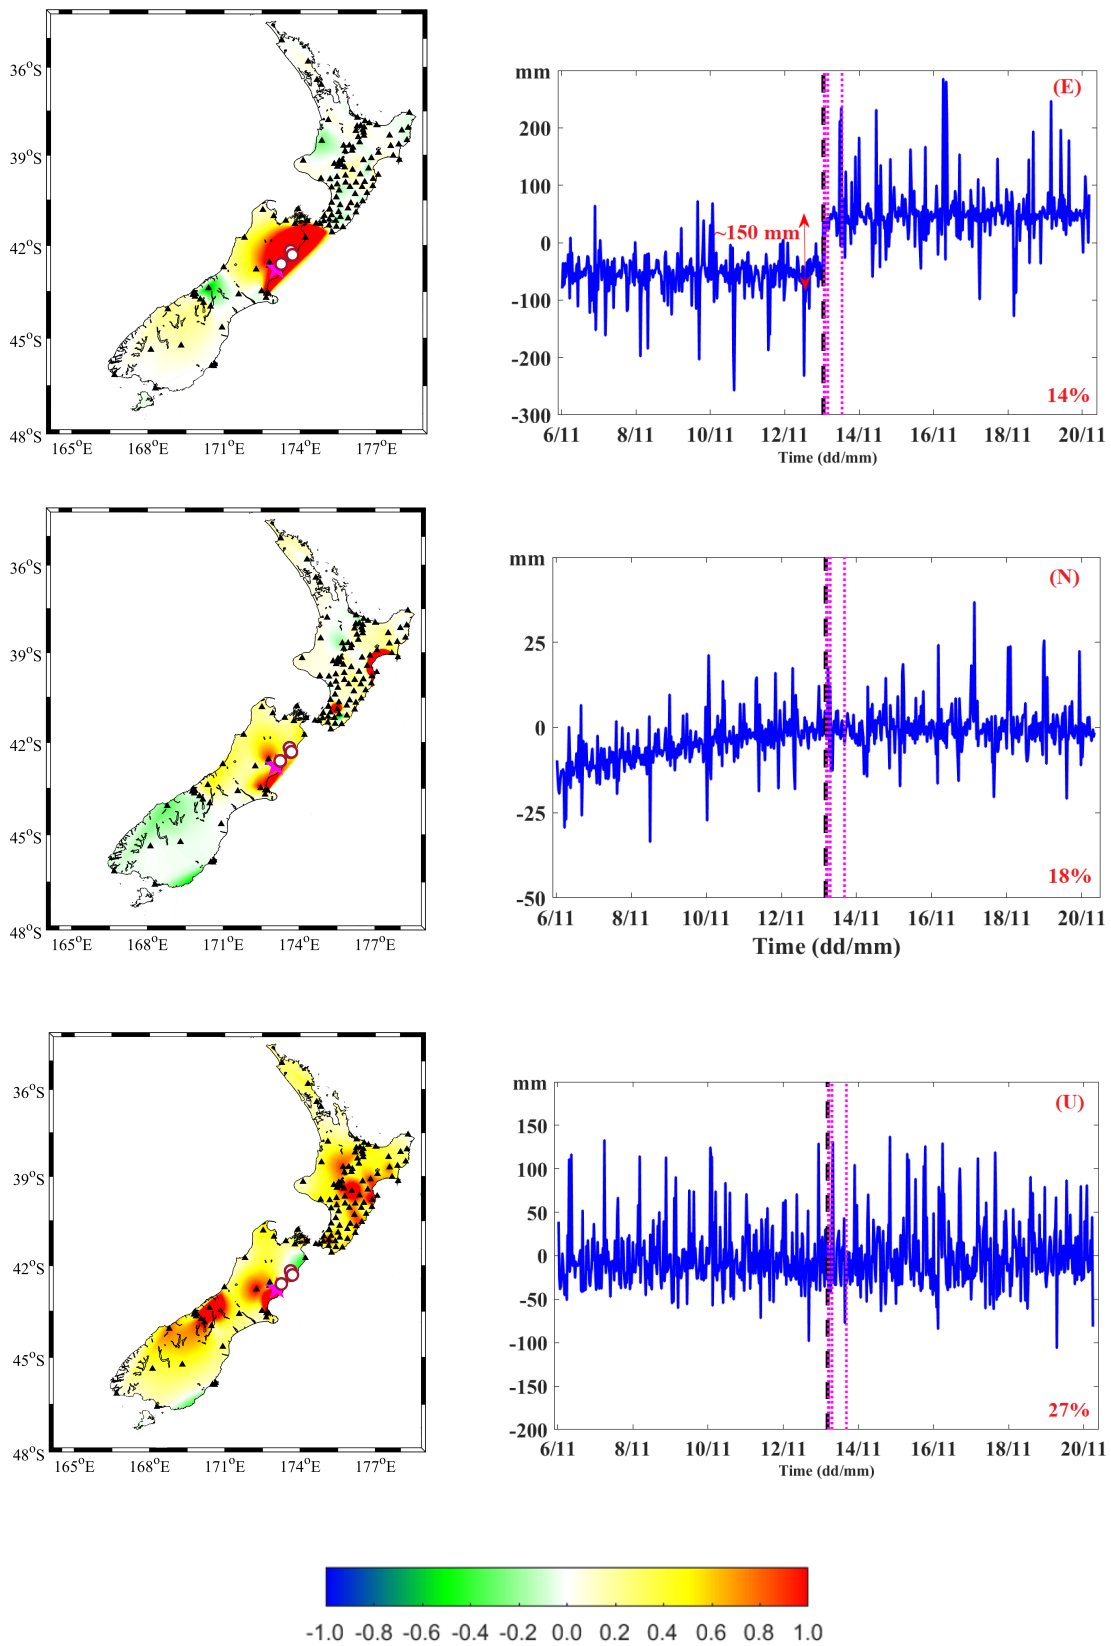 36°S
39°S
42°S
45°S
48°S
165°E 168°E 171°E 174°E 177°E
mm
200
100
0
-100
-200
-300
(E)
~150 mm
14%
6/11 8/11 10/11 12/11 14/11 16/11 18/11 20/11
Time (dd/mm)
36°S
39°S
42°S
45°S
48°S
165°E 168°E 171°E 174°E 177°E
mm
25
0
-25
-50
(N)
18%
6/11 8/11 10/11 12/11 14/11 16/11 18/11 20/11
Time (dd/mm)
36°S
39°S
42°S
45°S
48°S
165°E 168°E 171°E 174°E 177°E
mm
150
100
50
0
-50
-100
-150
-200
(U)
27%
6/11 8/11 10/11 12/11 14/11 16/11 18/11 20/11
Time (dd/mm)
-1.0 -0.8 -0.6 -0.4 -0.2 0.0 0.2 0.4 0.6 0.8 1.0